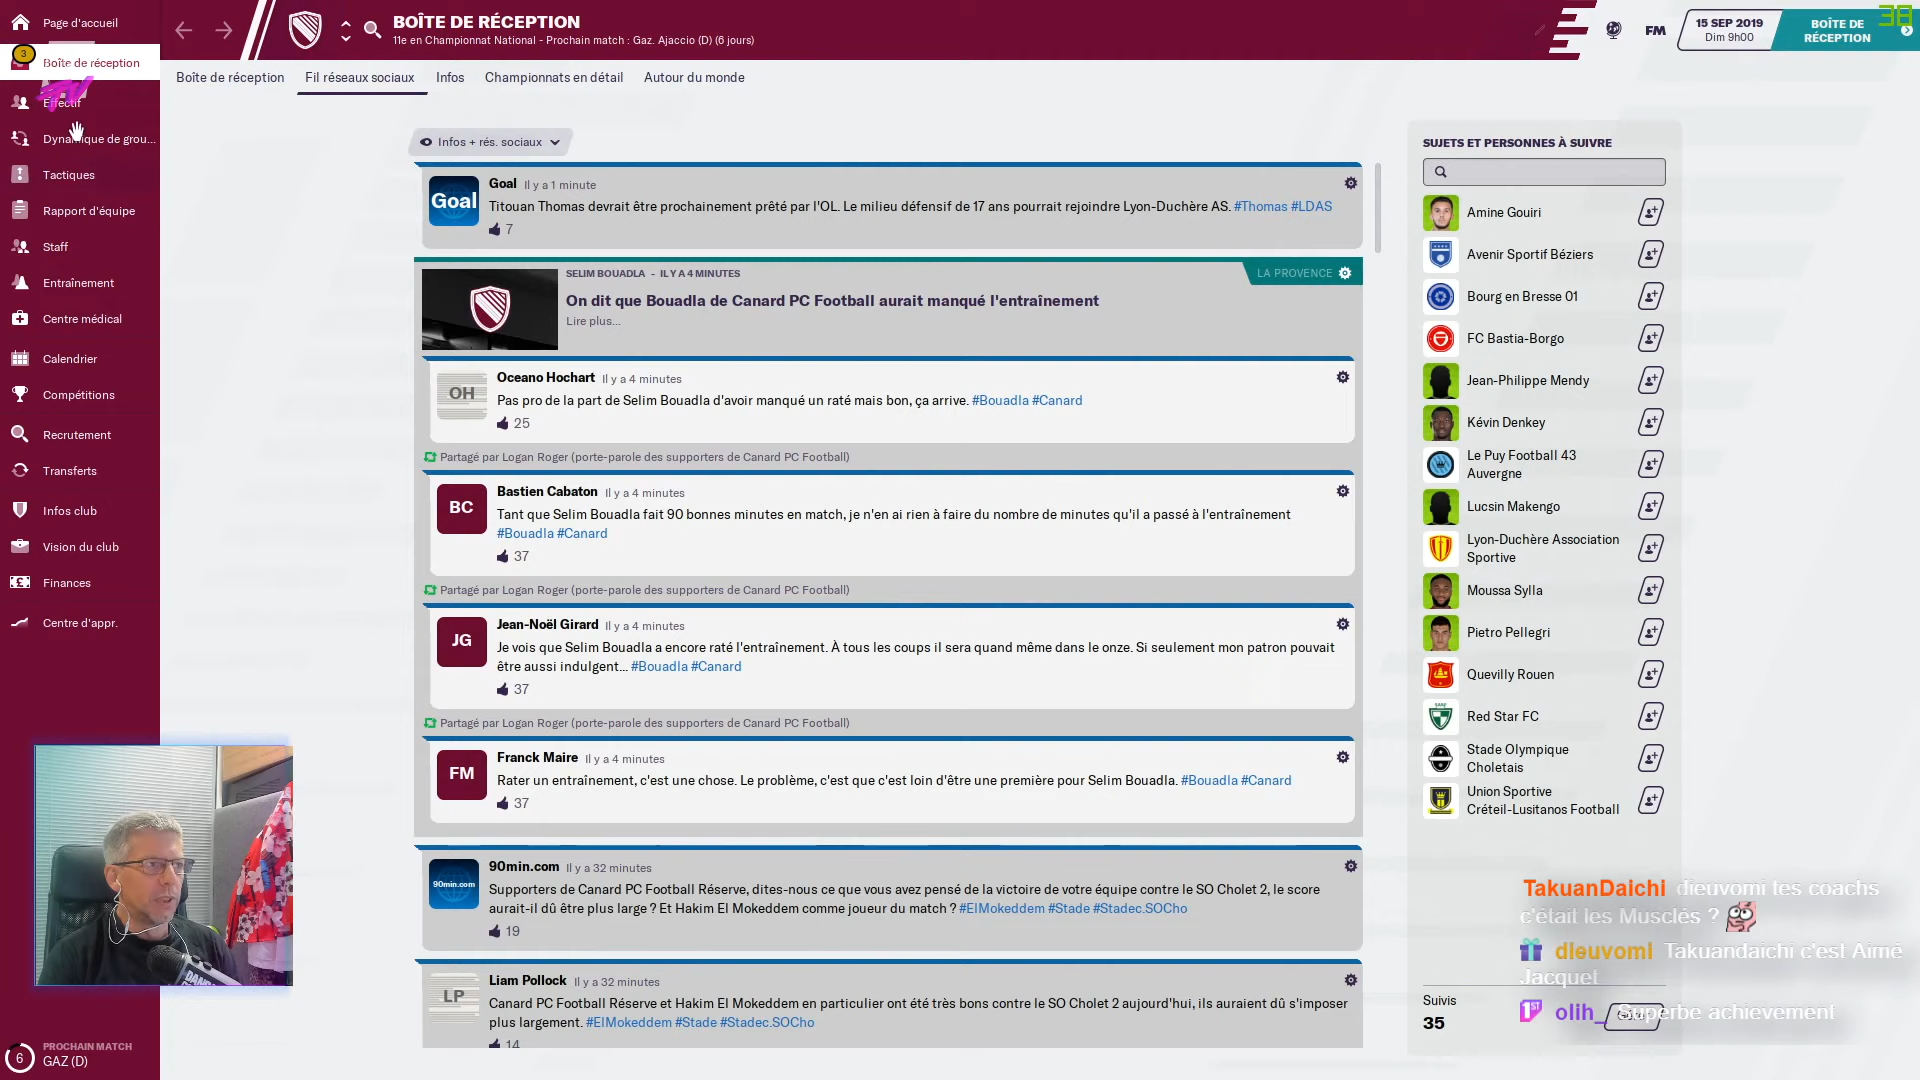 Page d'accueil
3
Boîte de réception
Effectif
Dynamique de grou...
Tactiques
Rapport d'équipe
Staff
Entraînement
Centre médical
Calendrier
Compétitions
Recrutement
Transferts
Infos club
Vision du club
Finances
Centre d'appr.
6
PROCHAIN MATCH
GAZ (D)
BOÎTE DE RÉCEPTION
11e en Championnat National - Prochain match : Gaz. Ajaccio (D) (6 jours)
FM
15 SEP 2019
Dim 9h00
BOÎTE DE
RÉCEPTION
38
Boîte de réception
Fil réseaux sociaux
Infos
Championnats en détail
Autour du monde
Infos + rés. sociaux
Goal
Goal Il y a 1 minute
Titouan Thomas devrait être prochainement prêté par l'OL. Le milieu défensif de 17 ans pourrait rejoindre Lyon-Duchère AS. #Thomas #LDAS
7
SELIM BOUADLA - IL Y A 4 MINUTES
LA PROVENCE
On dit que Bouadla de Canard PC Football aurait manqué l'entraînement
Lire plus...
OH
Oceano Hochart Il y a 4 minutes
Pas pro de la part de Selim Bouadla d'avoir manqué un raté mais bon, ça arrive. #Bouadla #Canard
25
Partagé par Logan Roger (porte-parole des supporters de Canard PC Football)
BC
Bastien Cabaton Il y a 4 minutes
Tant que Selim Bouadla fait 90 bonnes minutes en match, je n'en ai rien à faire du nombre de minutes qu'il a passé à l'entraînement
#Bouadla #Canard
37
Partagé par Logan Roger (porte-parole des supporters de Canard PC Football)
JG
Jean-Noël Girard Il y a 4 minutes
Je vois que Selim Bouadla a encore raté l'entraînement. À tous les coups il sera quand même dans le onze. Si seulement mon patron pouvait
être aussi indulgent... #Bouadla #Canard
37
Partagé par Logan Roger (porte-parole des supporters de Canard PC Football)
FM
Franck Maire Il y a 4 minutes
Rater un entraînement, c'est une chose. Le problème, c'est que c'est loin d'être une première pour Selim Bouadla. #Bouadla #Canard
37
90min.com
90min.com Il y a 32 minutes
Supporters de Canard PC Football Réserve, dites-nous ce que vous avez pensé de la victoire de votre équipe contre le SO Cholet 2, le score
aurait-il dû être plus large ? Et Hakim El Mokeddem comme joueur du match ? #ElMokeddem #Stade #Stadec.SOCho
19
LP
Liam Pollock Il y a 32 minutes
Canard PC Football Réserve et Hakim El Mokeddem en particulier ont été très bons contre le SO Cholet 2 aujourd'hui, ils auraient dû s'imposer
plus largement. #ElMokeddem #Stade #Stadec.SOCho
14
SUJETS ET PERSONNES À SUIVRE
Amine Gouiri
Avenir Sportif Béziers
Bourg en Bresse 01
FC Bastia-Borgo
Jean-Philippe Mendy
Kévin Denkey
Le Puy Football 43
Auvergne
Lucsin Makengo
Lyon-Duchère Association
Sportive
Moussa Sylla
Pietro Pellegri
Quevilly Rouen
Red Star FC
Stade Olympique
Choletais
Union Sportive
Créteil-Lusitanos Football
Suivis
35
TakuanDaichi dieuvomi tes coachs
c'était les Musclés ?
dieuvomi Takuandaichi c'est Aimé
Jacquet
1ST olih_ Superbe achievement